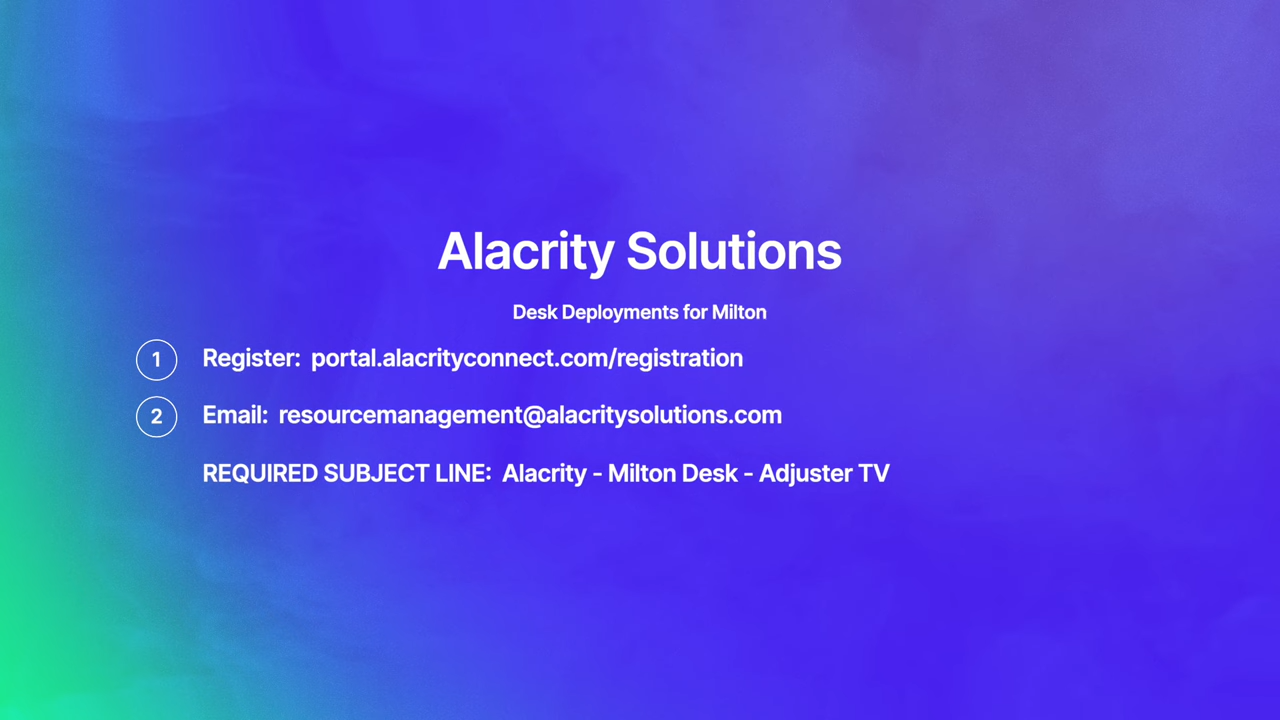 Alacrity Solutions
Desk Deployments for Milton
1 Register: portal.alacrityconnect.com/registration
2 Email: resourcemanagement@alacritysolutions.com
REQUIRED SUBJECT LINE: Alacrity - Milton Desk - Adjuster TV